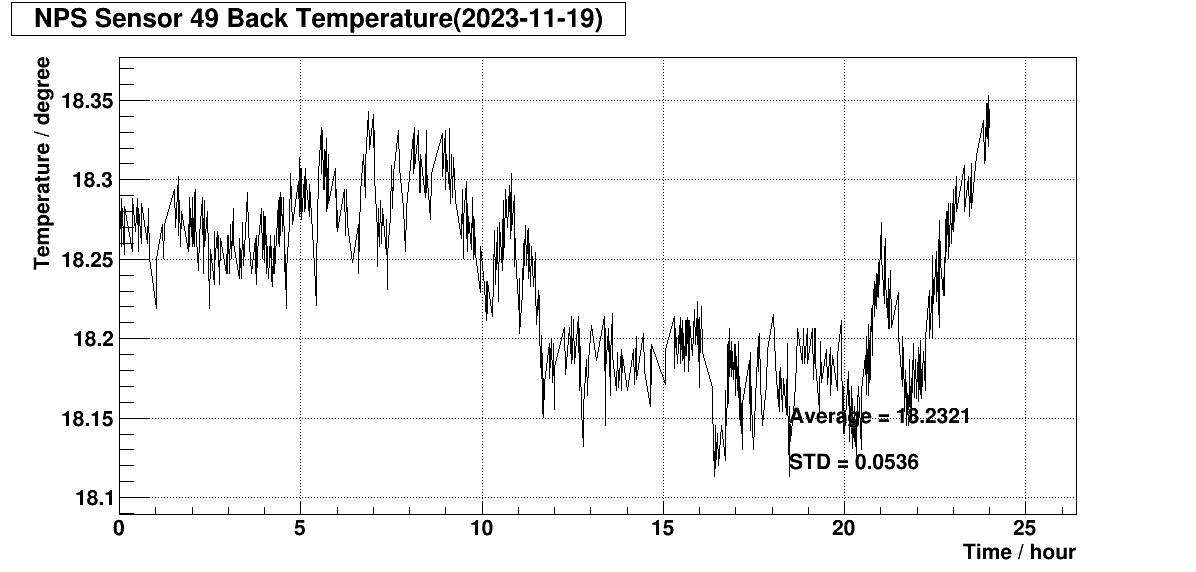 NPS Sensor 49 Back Temperature(2023-11-19)
Temperature / degree
18.35
18.3
18.25
18.2
18.15
18.1
Average = 18.2321
STD = 0.0536
0 5 10 15 20 25
Time / hour